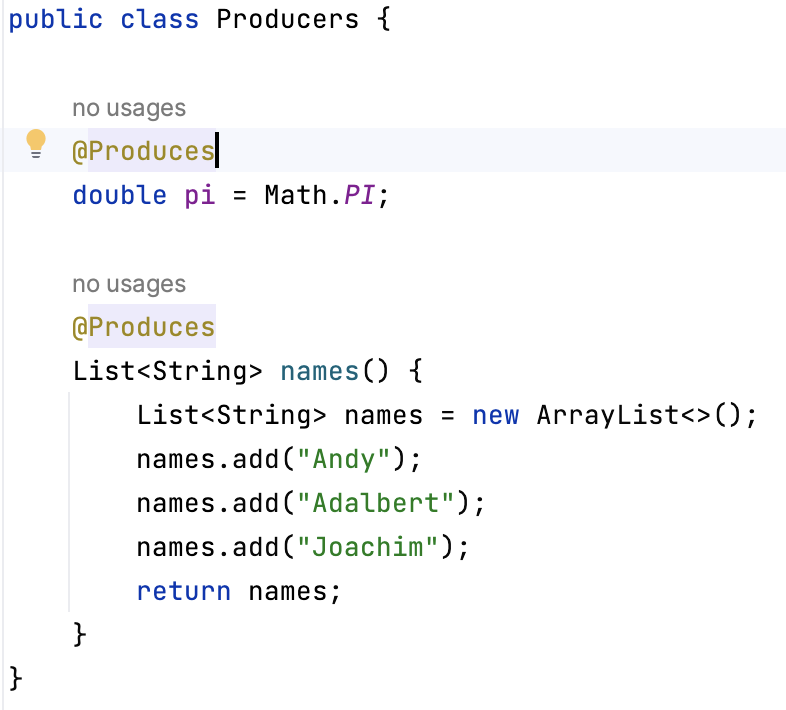 public class Producers {
no usages
@Produces
double pi = Math.PI;
no usages
@Produces
List<String> names() {
List<String> names = new ArrayList<>();
names.add("Andy");
names.add("Adalbert");
names.add("Joachim");
return names;
}
}